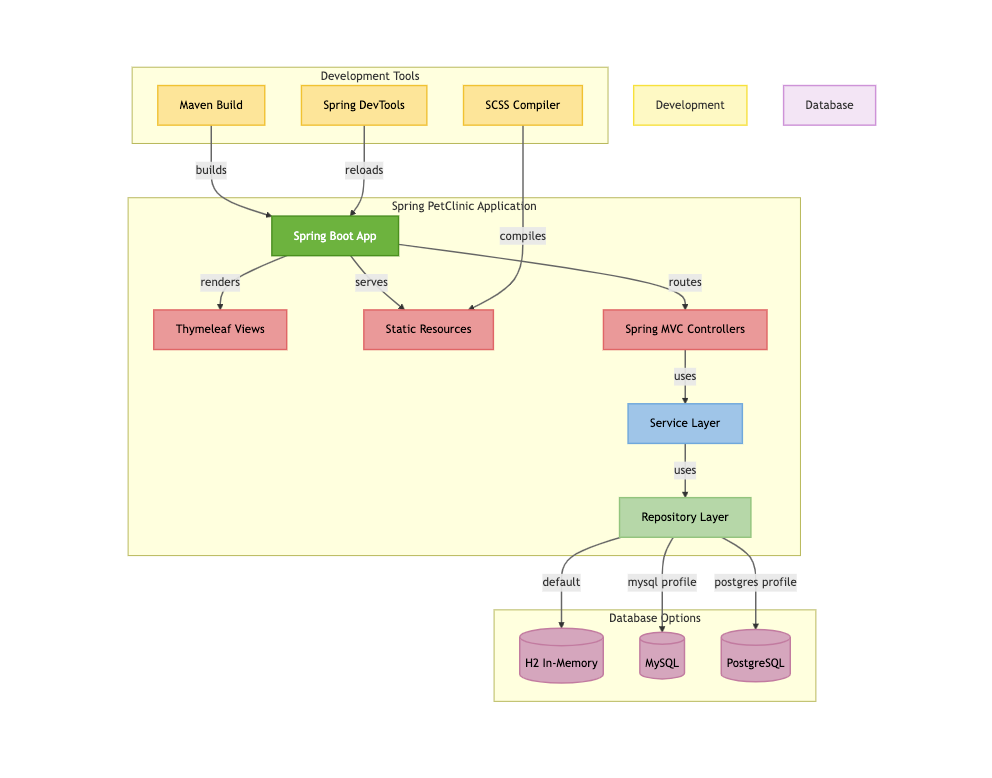 Development Tools
Maven Build
Spring DevTools
SCSS Compiler
Development
Database
builds
reloads
Spring PetClinic Application
Spring Boot App
compiles
renders
serves
routes
Thymeleaf Views
Static Resources
Spring MVC Controllers
uses
Service Layer
uses
Repository Layer
default
mysql profile
postgres profile
Database Options
H2 In-Memory
MySQL
PostgreSQL